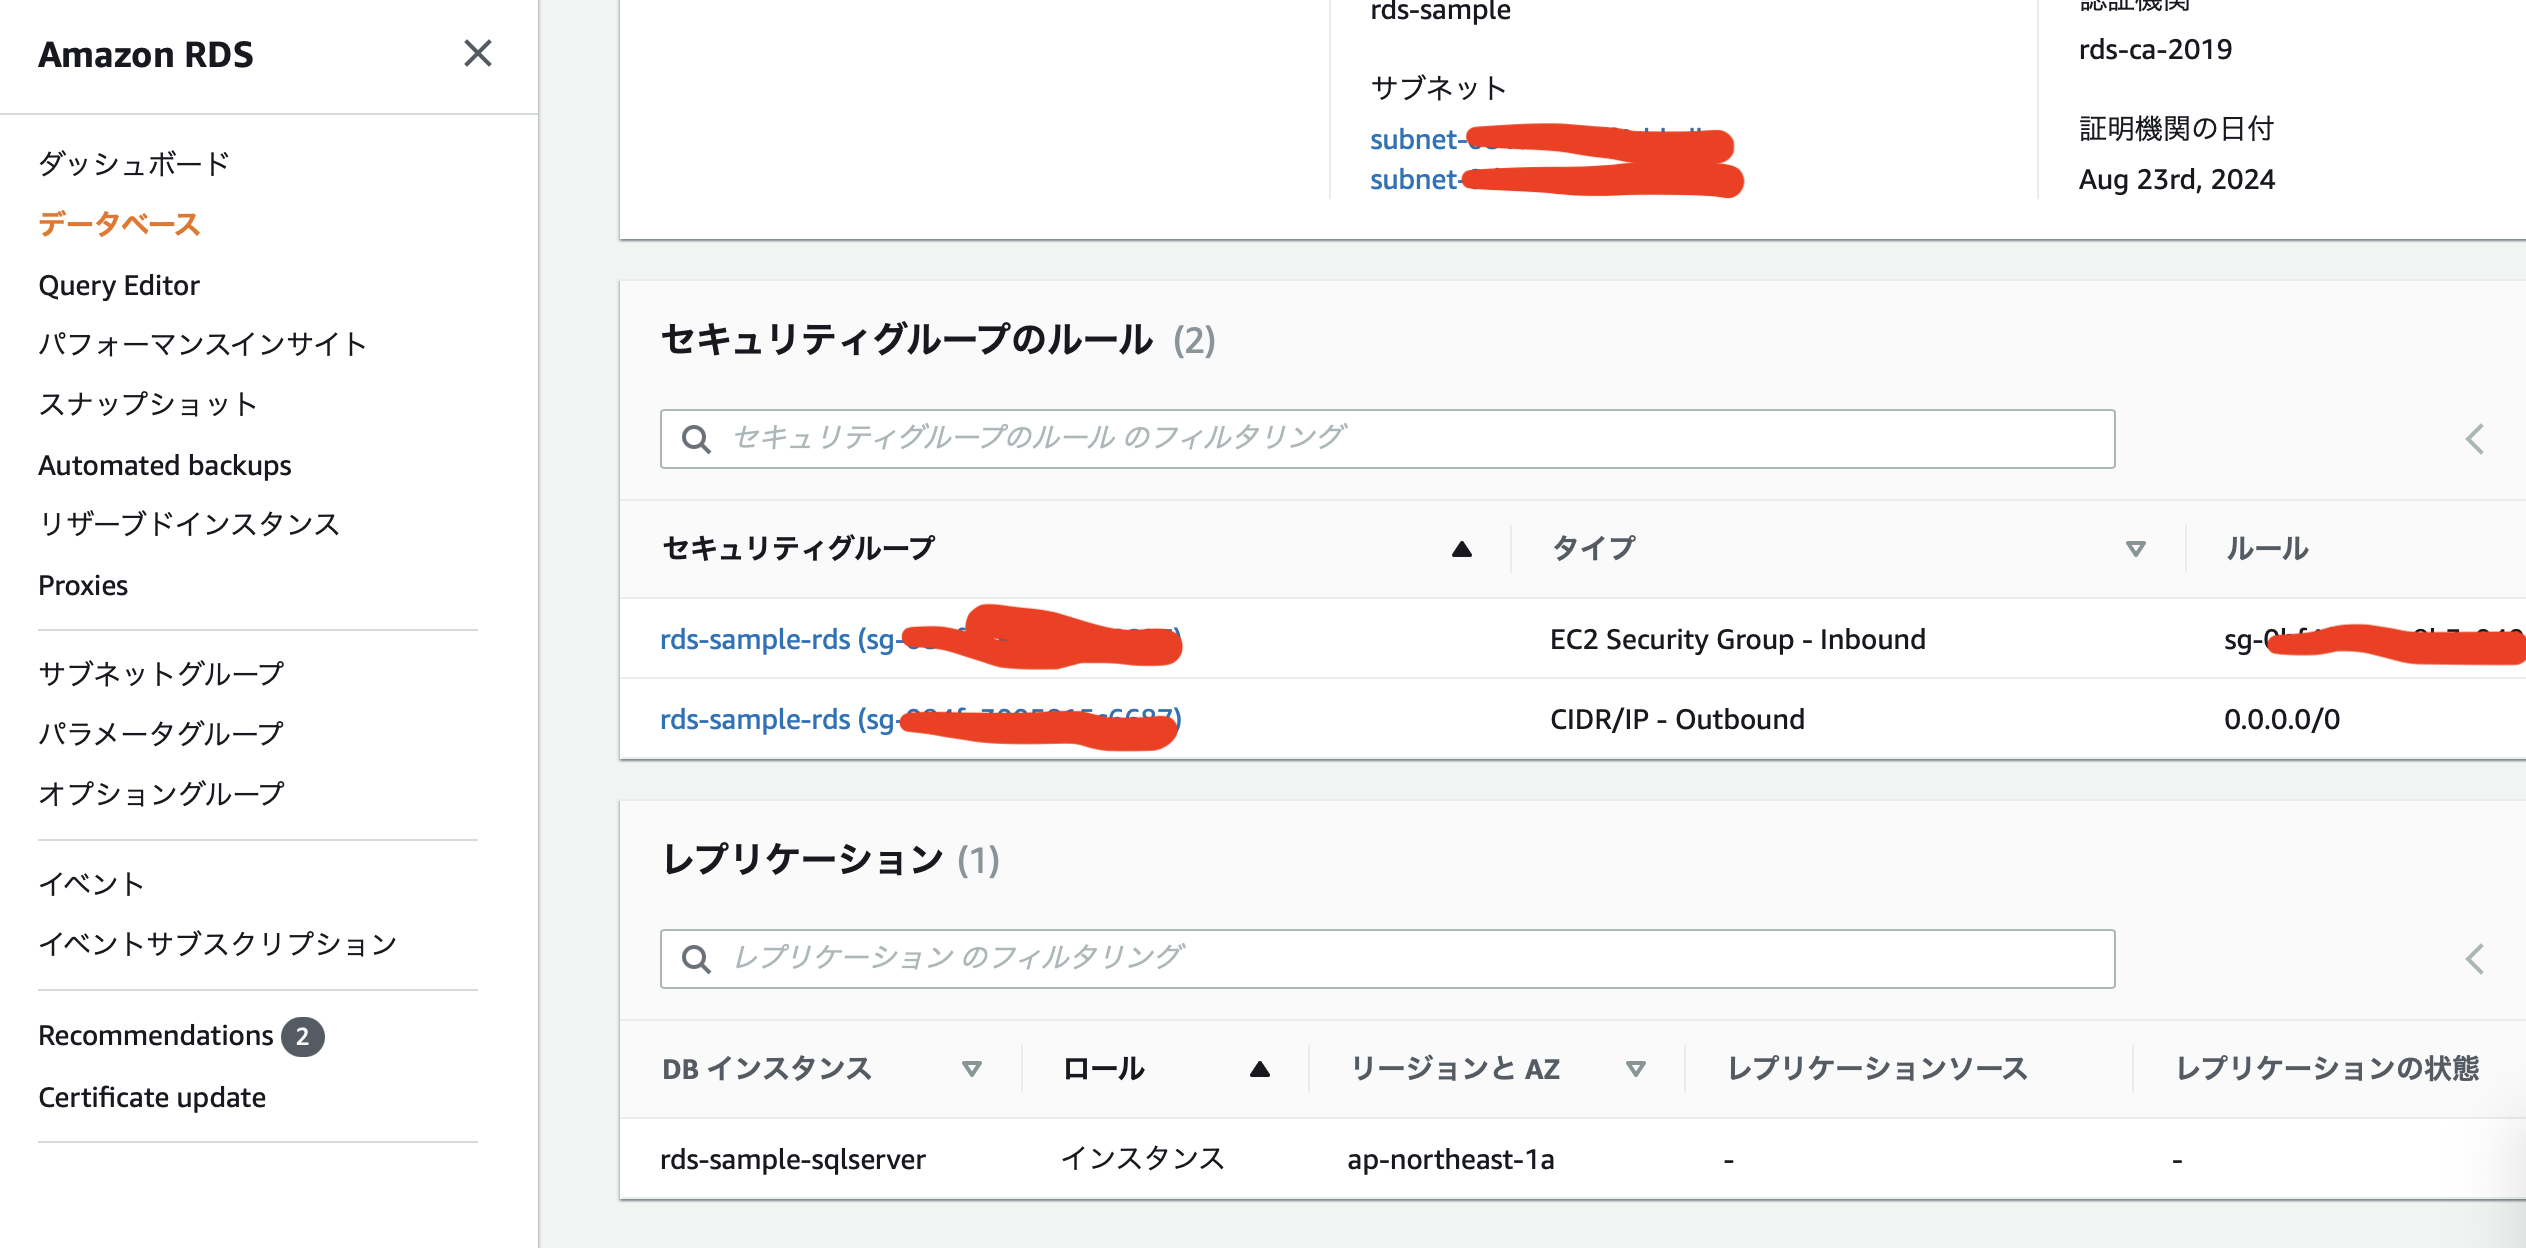 Amazon RDS
ダッシュボード
データベース
Query Editor
パフォーマンスインサイト
スナップショット
Automated backups
リザーブドインスタンス
Proxies
サブネットグループ
パラメータグループ
オプショングループ
イベント
イベントサブスクリプション
Recommendations 2
Certificate update
rds-sample
サブネット
subnet-
subnet-
rds-ca-2019
証明機関の日付
Aug 23rd, 2024
セキュリティグループのルール (2)
セキュリティグループのルール のフィルタリング
セキュリティグループ タイプ ルール
rds-sample-rds (sg- EC2 Security Group - Inbound sg-
rds-sample-rds (sg- CIDR/IP - Outbound 0.0.0.0/0
レプリケーション (1)
レプリケーション のフィルタリング
DB インスタンス ロール リージョンと AZ レプリケーションソース レプリケーションの状態
rds-sample-sqlserver インスタンス ap-northeast-1a - -